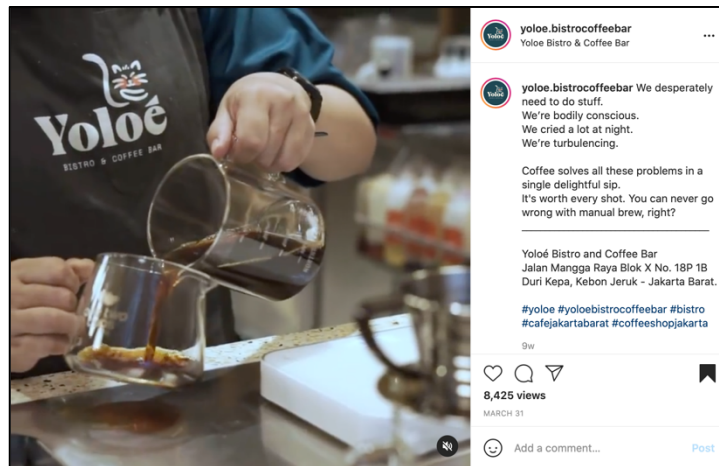 Yoloé
BISTRO & COFFEE BAR
yoloe.bistrocoffeebar
Yoloe Bistro & Coffee Bar
yoloe.bistrocoffeebar We desperately
need to do stuff.
We're bodily conscious.
We cried a lot at night.
We're turbulencing.
Coffee solves all these problems in a
single delightful sip.
It's worth every shot. You can never go
wrong with manual brew, right?
Yoloé Bistro and Coffee Bar
Jalan Mangga Raya Blok X No. 18P 1B
Duri Kepa, Kebon Jeruk - Jakarta Barat.
#yoloe #yoloebistrocoffeebar #bistro
#cafejakartabarat #coffeeshopjakarta
9w
8,425 views
MARCH 31
Add a comment...
Post